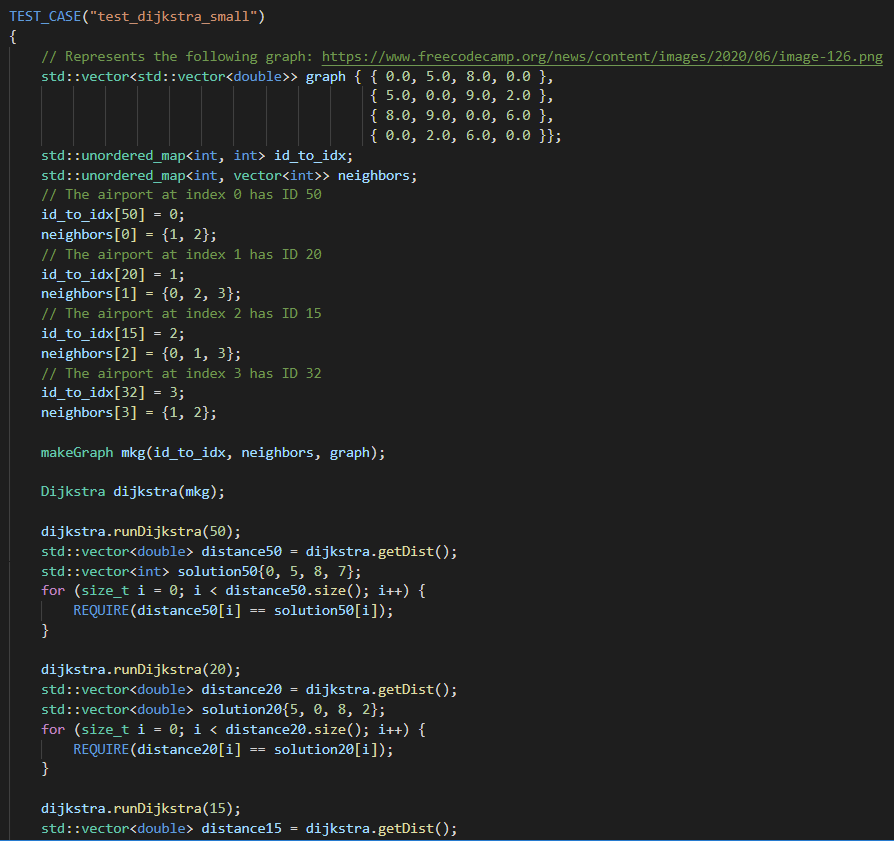 TEST_CASE("test_dijkstra_small")
{
    // Represents the following graph: https://www.freecodecamp.org/news/content/images/2020/06/image-126.png
    std::vector<std::vector<double>> graph { { 0.0, 5.0, 8.0, 0.0 },
                                             { 5.0, 0.0, 9.0, 2.0 },
                                             { 8.0, 9.0, 0.0, 6.0 },
                                             { 0.0, 2.0, 6.0, 0.0 }};
    std::unordered_map<int, int> id_to_idx;
    std::unordered_map<int, vector<int>> neighbors;
    // The airport at index 0 has ID 50
    id_to_idx[50] = 0;
    neighbors[0] = {1, 2};
    // The airport at index 1 has ID 20
    id_to_idx[20] = 1;
    neighbors[1] = {0, 2, 3};
    // The airport at index 2 has ID 15
    id_to_idx[15] = 2;
    neighbors[2] = {0, 1, 3};
    // The airport at index 3 has ID 32
    id_to_idx[32] = 3;
    neighbors[3] = {1, 2};

    makeGraph mkg(id_to_idx, neighbors, graph);

    Dijkstra dijkstra(mkg);

    dijkstra.runDijkstra(50);
    std::vector<double> distance50 = dijkstra.getDist();
    std::vector<int> solution50{0, 5, 8, 7};
    for (size_t i = 0; i < distance50.size(); i++) {
        REQUIRE(distance50[i] == solution50[i]);
    }

    dijkstra.runDijkstra(20);
    std::vector<double> distance20 = dijkstra.getDist();
    std::vector<double> solution20{5, 0, 8, 2};
    for (size_t i = 0; i < distance20.size(); i++) {
        REQUIRE(distance20[i] == solution20[i]);
    }

    dijkstra.runDijkstra(15);
    std::vector<double> distance15 = dijkstra.getDist();